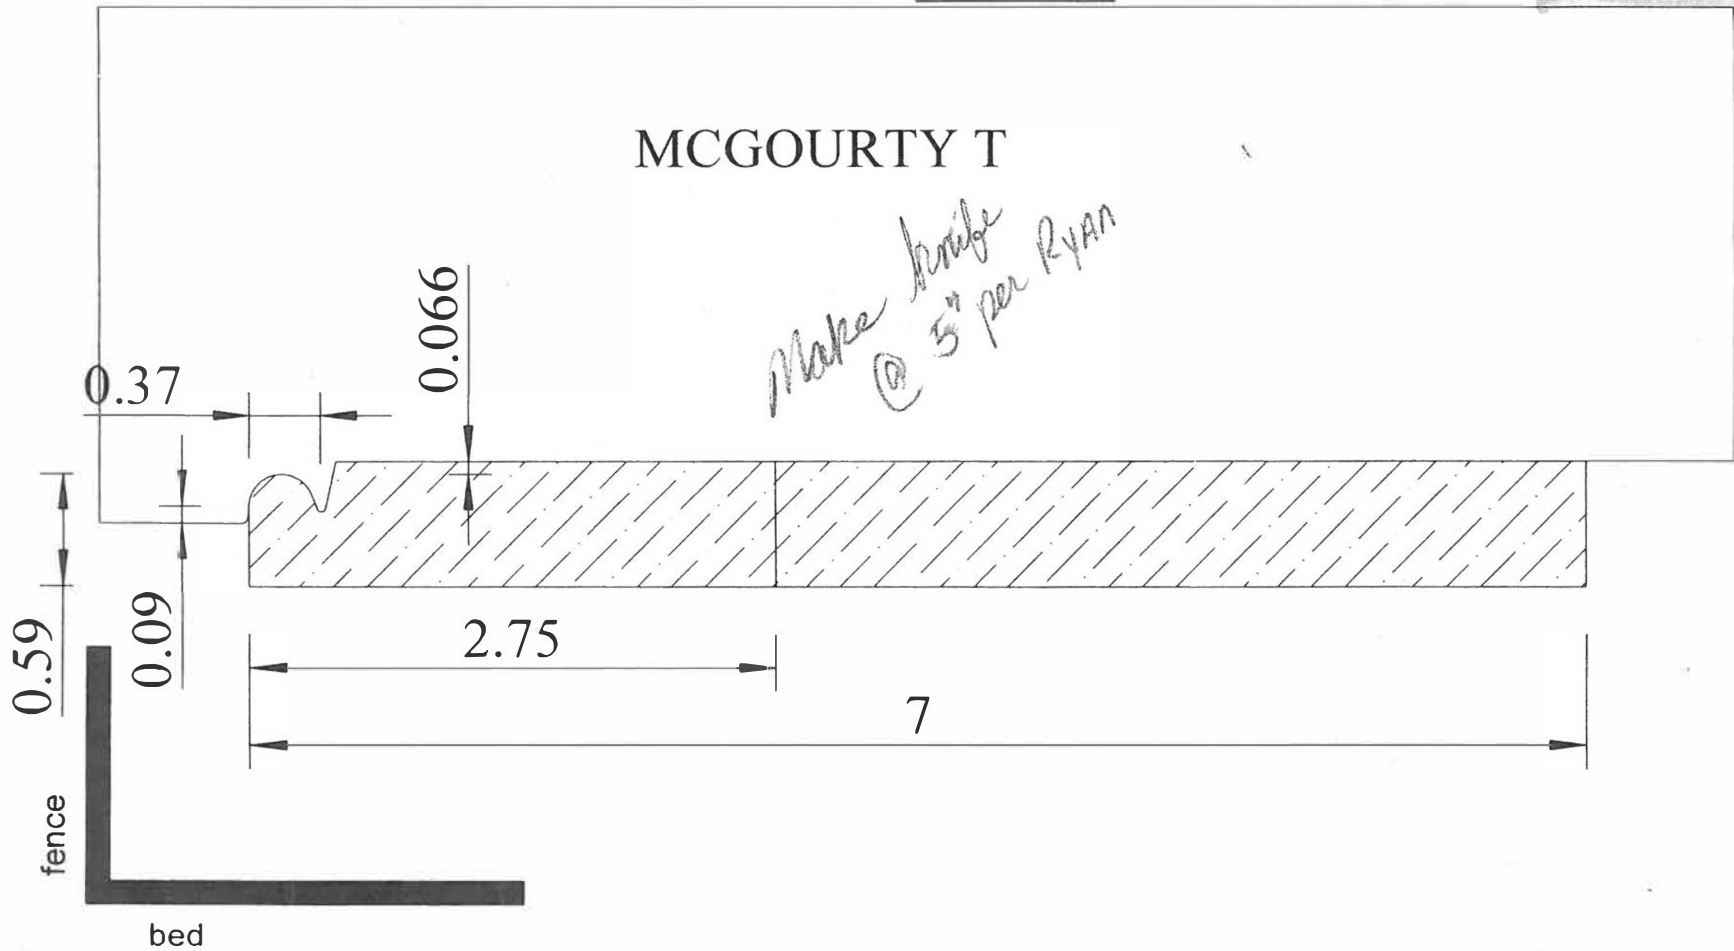 MCGOURTY T
Make knife
@ 5" per RYAN
0.066
0.37
0.59
0.09
2.75
7
fence
bed